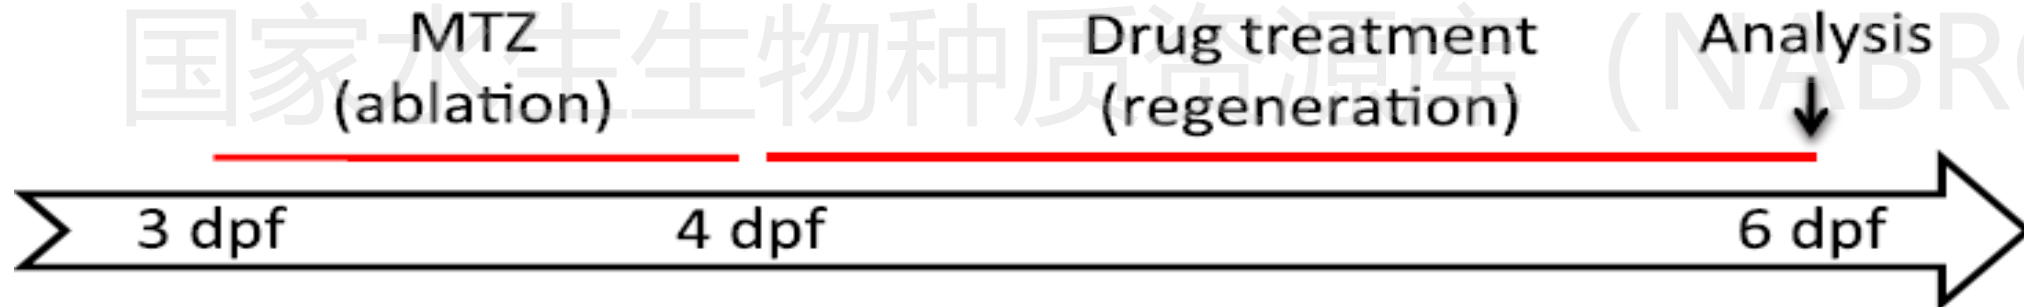 国家水生生物种质资源库（NABR
MTZ
(ablation)
Drug treatment
(regeneration)
Analysis
3 dpf
4 dpf
6 dpf